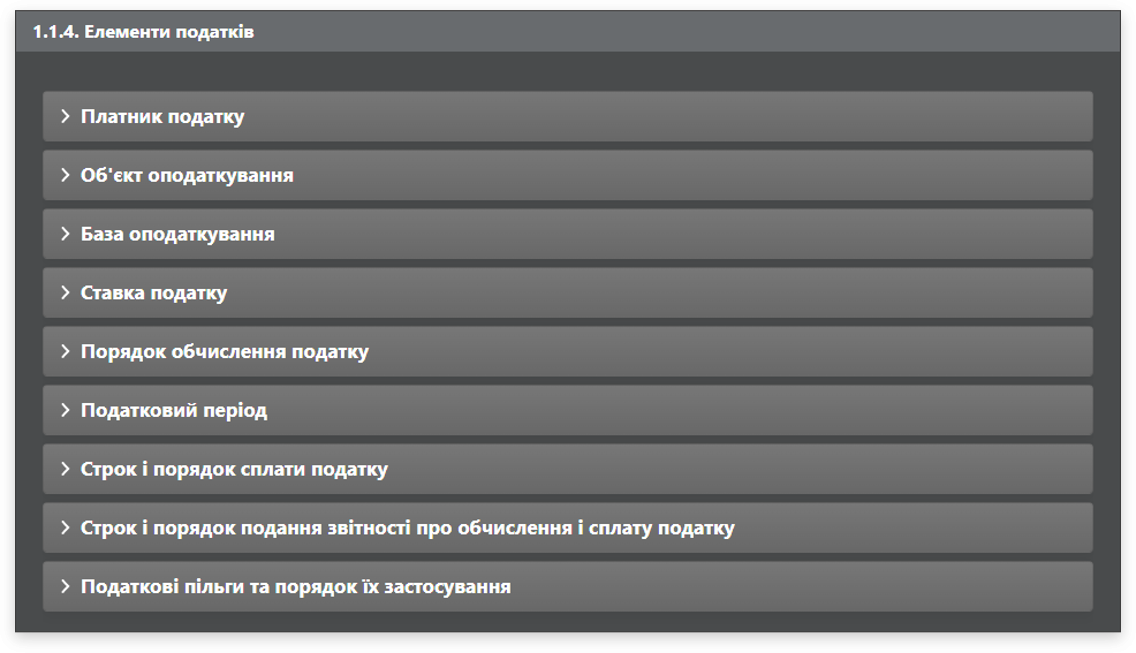 1.1.4. Елементи податків
Платник податку
Об'єкт оподаткування
База оподаткування
Ставка податку
Порядок обчислення податку
Податковий період
Строк і порядок сплати податку
Строк і порядок подання звітності про обчислення і сплату податку
Податкові пільги та порядок їх застосування